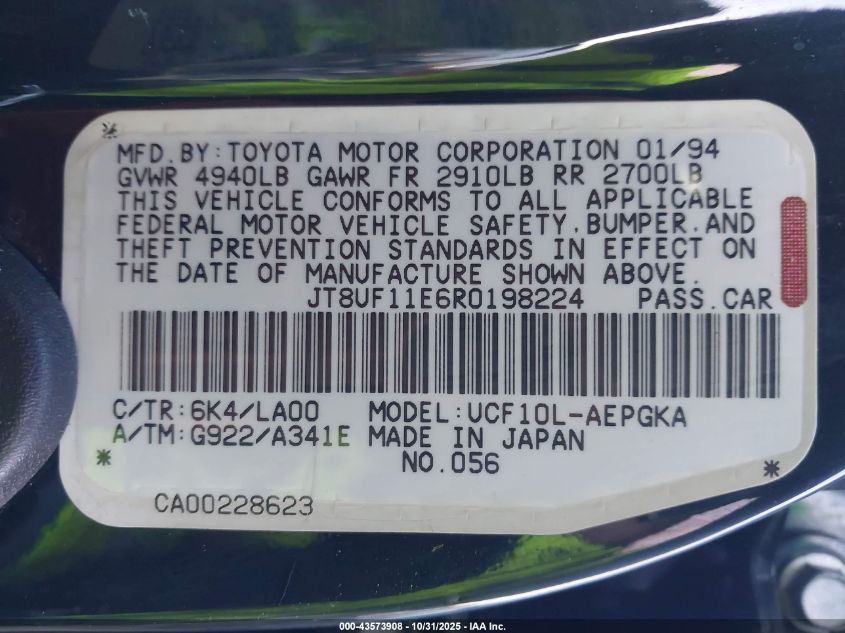 MFD.BY:TOYOTA MOTOR CORPORATION 01/94
GVWR 4940LB GAWR FR 2910LB RR 2700LB
THIS VEHICLE CONFORMS TO ALL APPLICABLE
FEDERAL MOTOR VEHICLE SAFETY.BUMPER.AND
THEFT PREVENTION STANDARDS IN EFFECT ON
THE DATE OF MANUFACTURE SHOWN ABOVE.
JT8UF11E6R0198224 PASS.CAR
C/TR:6K4/LA00 MODEL:UCF10L-AEPGKA
A/TM:G922/A341E MADE IN JAPAN
NO.056
CA00228623
000-43573908 - 10/31/2025 - IAA Inc.